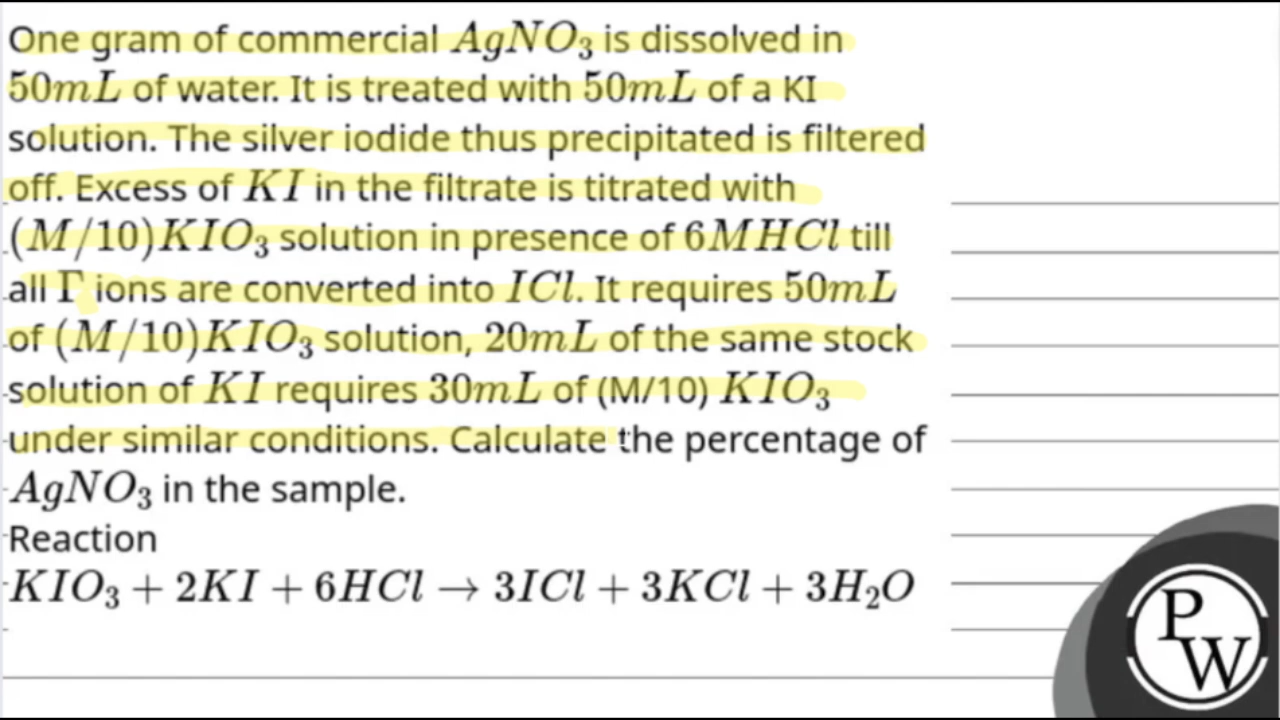 One gram of commercial AgNO₃ is dissolved in
50mL of water. It is treated with 50mL of a KI
solution. The silver iodide thus precipitated is filtered
off. Excess of KI in the filtrate is titrated with
(M/10)KIO₃ solution in presence of 6MHCl till
all Γ ions are converted into ICl. It requires 50mL
of (M/10)KIO₃ solution, 20mL of the same stock
solution of KI requires 30mL of (M/10) KIO₃
under similar conditions. Calculate the percentage of
AgNO₃ in the sample.
Reaction
KIO₃ + 2KI + 6HCl → 3ICl + 3KCl + 3H₂O
PW